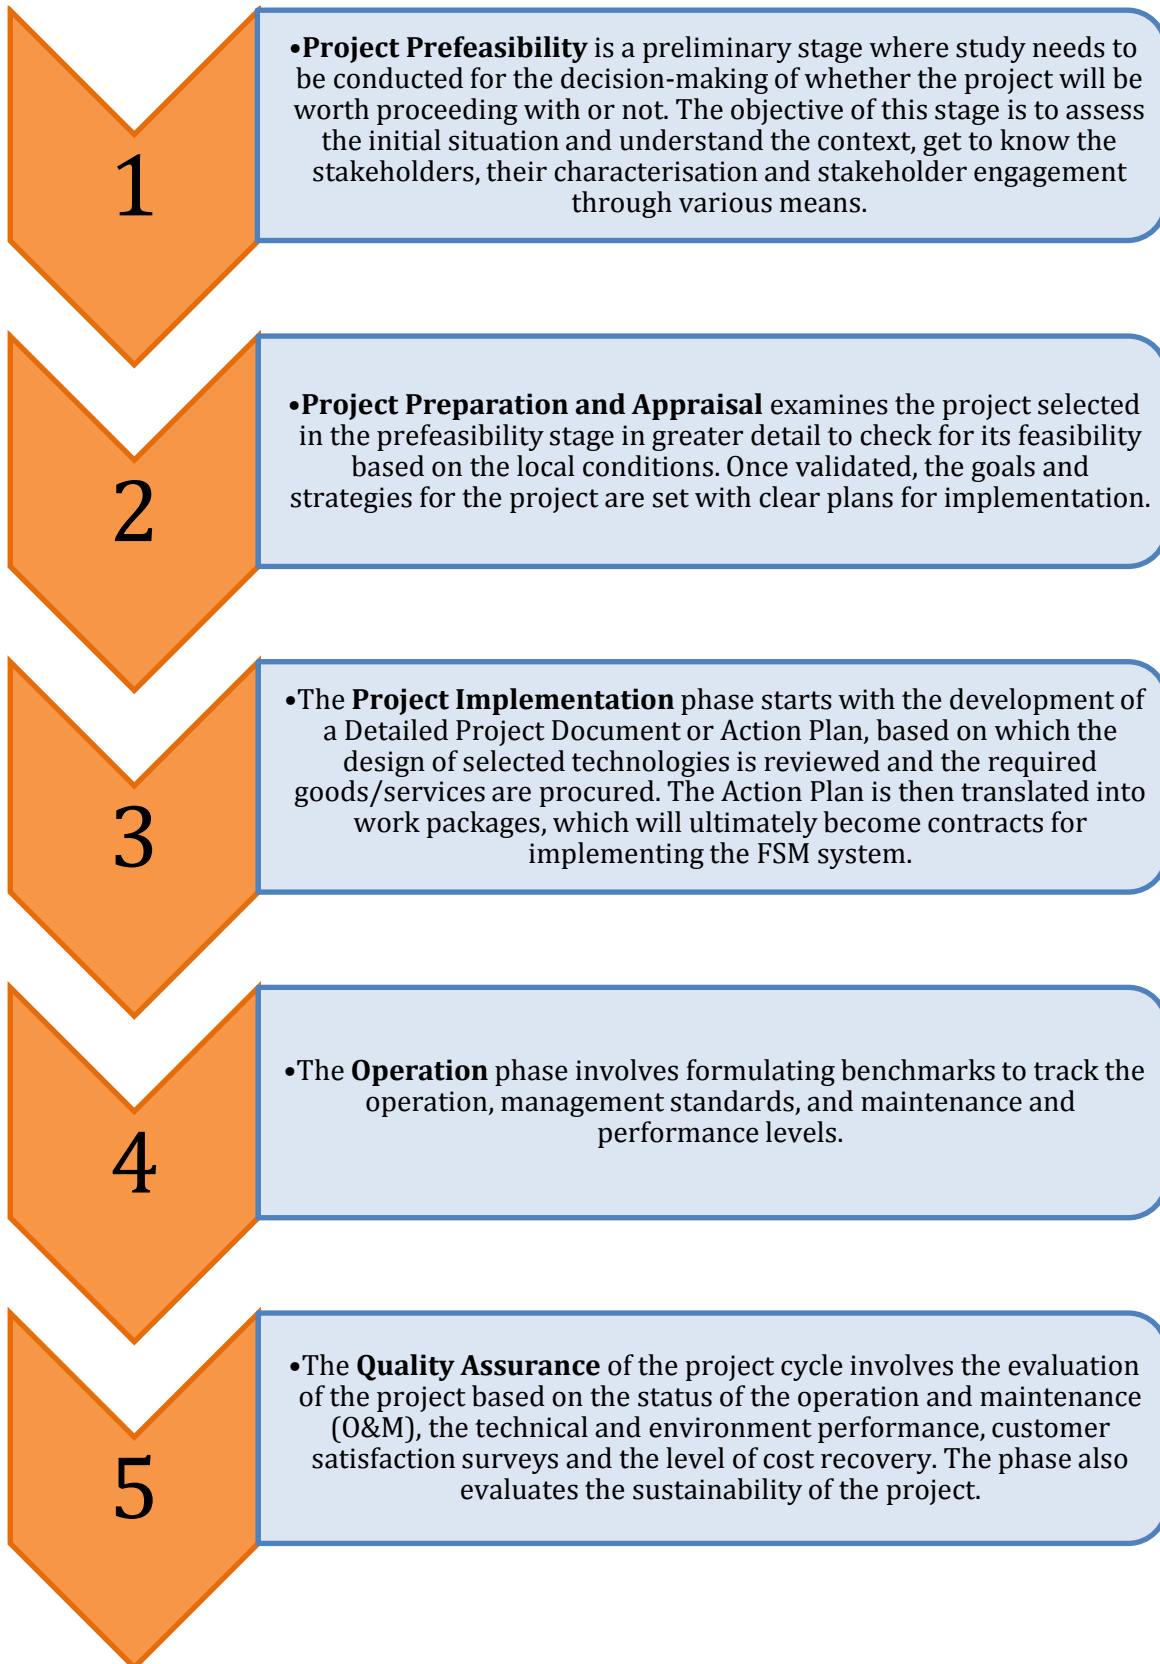 1
•Project Prefeasibility is a preliminary stage where study needs to
be conducted for the decision-making of whether the project will be
worth proceeding with or not. The objective of this stage is to assess
the initial situation and understand the context, get to know the
stakeholders, their characterisation and stakeholder engagement
through various means.
2
•Project Preparation and Appraisal examines the project selected
in the prefeasibility stage in greater detail to check for its feasibility
based on the local conditions. Once validated, the goals and
strategies for the project are set with clear plans for implementation.
3
•The Project Implementation phase starts with the development of
a Detailed Project Document or Action Plan, based on which the
design of selected technologies is reviewed and the required
goods/services are procured. The Action Plan is then translated into
work packages, which will ultimately become contracts for
implementing the FSM system.
4
•The Operation phase involves formulating benchmarks to track the
operation, management standards, and maintenance and
performance levels.
5
•The Quality Assurance of the project cycle involves the evaluation
of the project based on the status of the operation and maintenance
(O&M), the technical and environment performance, customer
satisfaction surveys and the level of cost recovery. The phase also
evaluates the sustainability of the project.